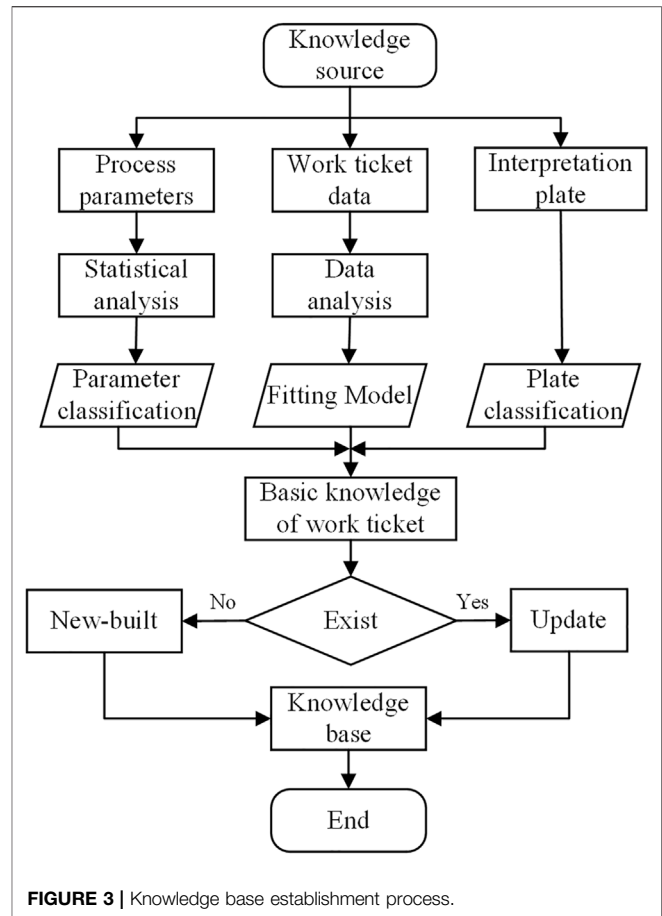 Knowledge
source
Process
parameters
Work ticket
data
Interpretation
plate
Statistical
analysis
Data
analysis
Parameter
classification
Fitting Model
Plate
classification
Basic knowledge
of work ticket
No
Yes
New-built
Exist
Update
Knowledge
base
End
FIGURE 3 | Knowledge base establishment process.